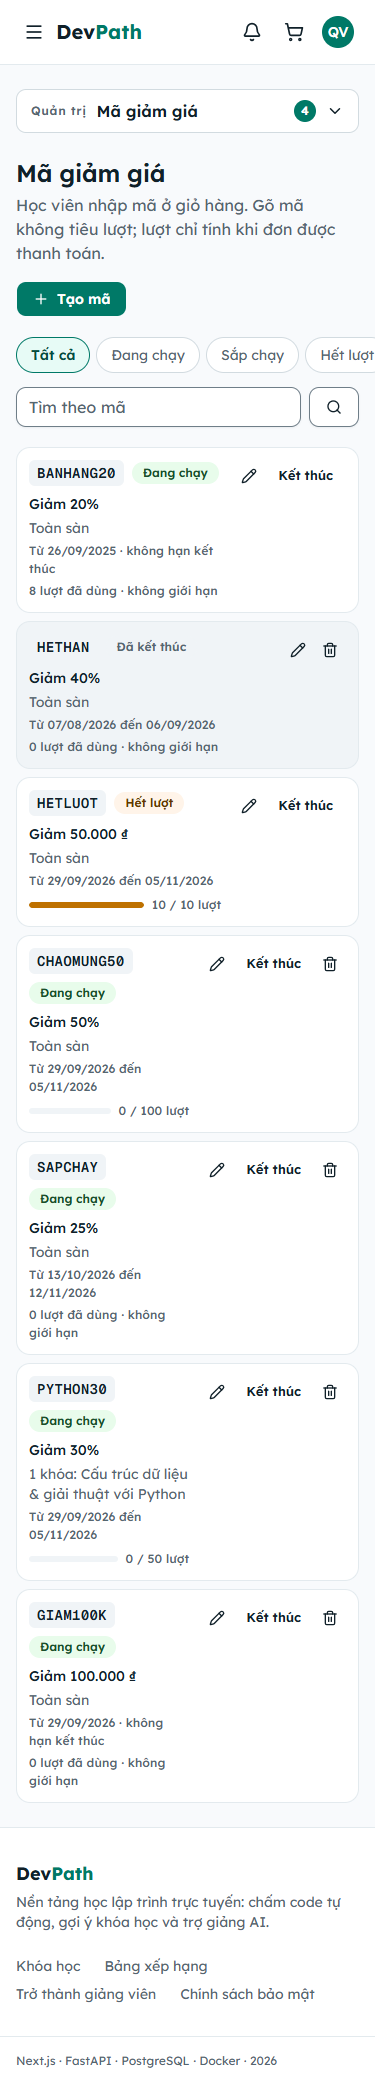 DevPath
QV
Quản trị Mã giảm giá 4
Mã giảm giá
Học viên nhập mã ở giỏ hàng. Gõ mã
không tiêu lượt; lượt chỉ tính khi đơn được
thanh toán.
Tạo mã
Tất cả Đang chạy Sắp chạy Hết lượt
Tìm theo mã
BANHANG20 Đang chạy Kết thúc
Giảm 20%
Toàn sàn
Từ 26/09/2025 · không hạn kết
thúc
8 lượt đã dùng · không giới hạn
HETHAN Đã kết thúc
Giảm 40%
Toàn sàn
Từ 07/08/2026 đến 06/09/2026
0 lượt đã dùng · không giới hạn
HETLUOT Hết lượt Kết thúc
Giảm 50.000 ₫
Toàn sàn
Từ 29/09/2026 đến 05/11/2026
10 / 10 lượt
CHAOMUNG50 Kết thúc
Đang chạy
Giảm 50%
Toàn sàn
Từ 29/09/2026 đến
05/11/2026
0 / 100 lượt
SAPCHAY Kết thúc
Đang chạy
Giảm 25%
Toàn sàn
Từ 13/10/2026 đến
12/11/2026
0 lượt đã dùng · không
giới hạn
PYTHON30 Kết thúc
Đang chạy
Giảm 30%
1 khóa: Cấu trúc dữ liệu
& giải thuật với Python
Từ 29/09/2026 đến
05/11/2026
0 / 50 lượt
GIAM100K Kết thúc
Đang chạy
Giảm 100.000 ₫
Toàn sàn
Từ 29/09/2026 · không
hạn kết thúc
0 lượt đã dùng · không
giới hạn
DevPath
Nền tảng học lập trình trực tuyến: chấm code tự
động, gợi ý khóa học và trợ giảng AI.
Khóa học Bảng xếp hạng
Trở thành giảng viên Chính sách bảo mật
Next.js · FastAPI · PostgreSQL · Docker · 2026